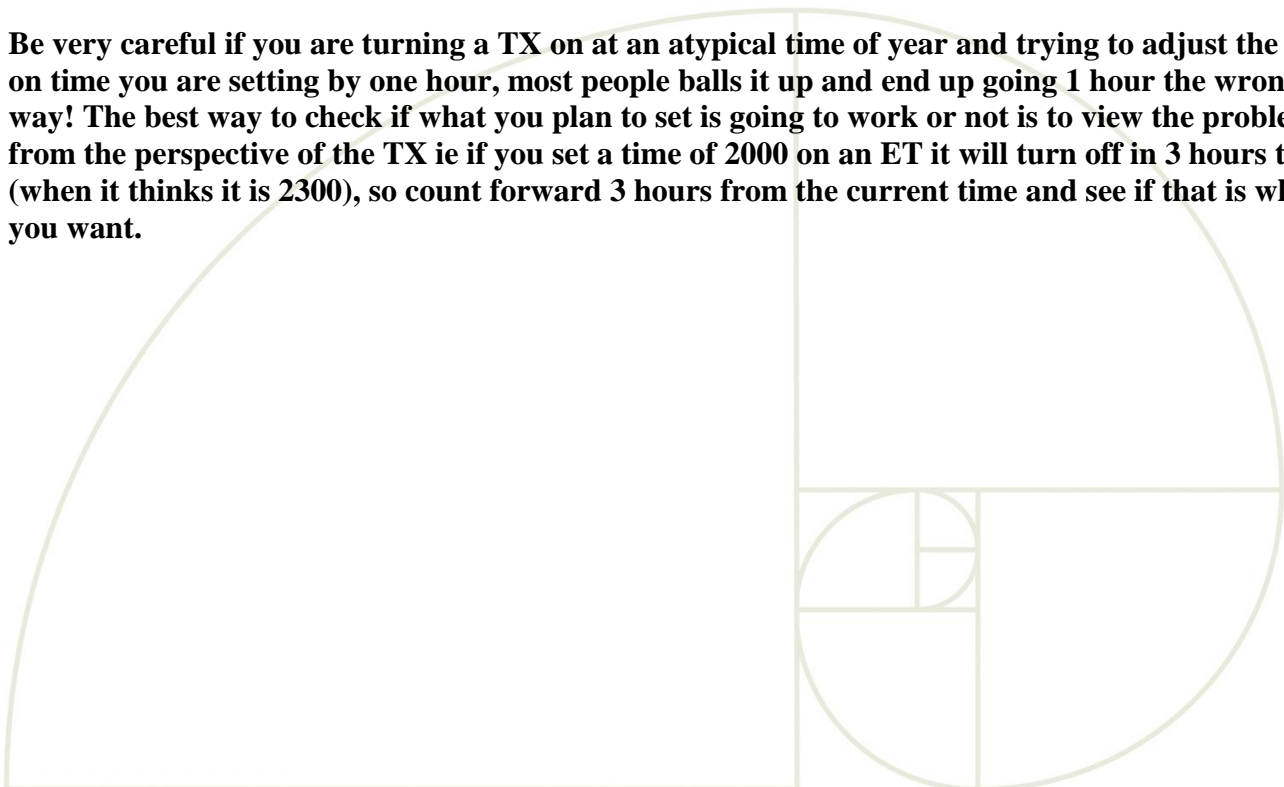 Be very careful if you are turning a TX on at an atypical time of year and trying to adjust the
on time you are setting by one hour, most people balls it up and end up going 1 hour the wron
way! The best way to check if what you plan to set is going to work or not is to view the proble
from the perspective of the TX ie if you set a time of 2000 on an ET it will turn off in 3 hours t
(when it thinks it is 2300), so count forward 3 hours from the current time and see if that is wh
you want.